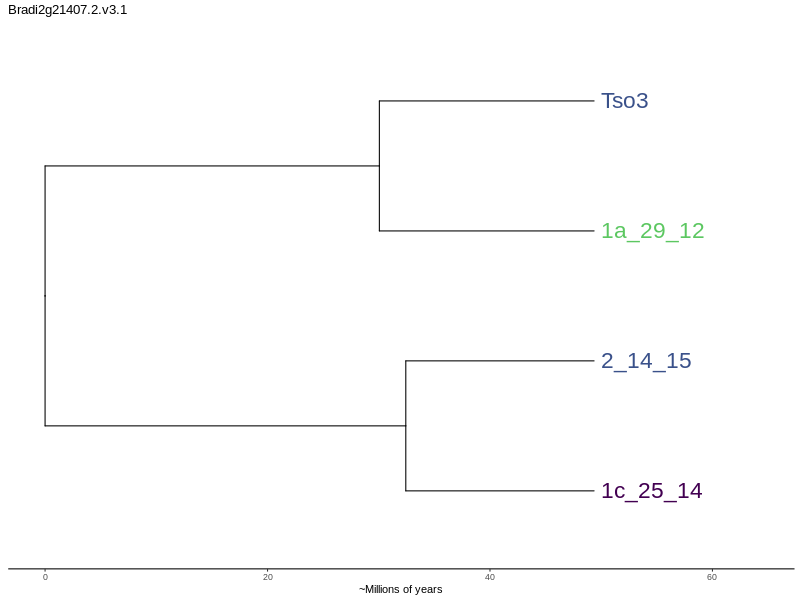 Bradi2g21407.2.v3.1
Tso3
1a_29_12
2_14_15
1c_25_14
0 20 40 60
~Millions of years